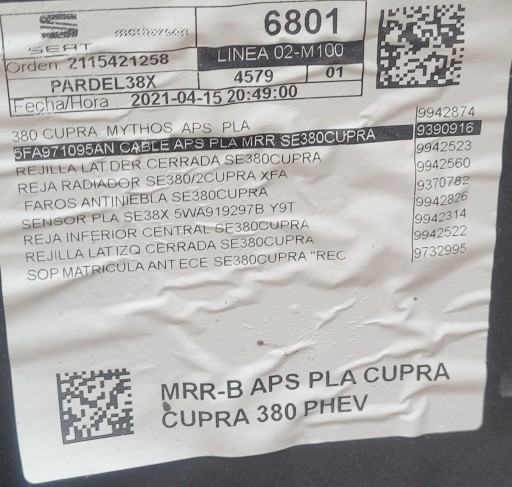 SEAT motherson 6801
Orden: 2115421258 LINEA 02-M100
PARDEL38X 4579 01
Fecha/Hora 2021-04-15 20:49:00
380 CUPRA MYTHOS APS PLA 9942874
5FA971095AN CABLE APS PLA MRR SE380CUPRA 9390916
REJILLA LAT.DER CERRADA SE380CUPRA 9942523
REJA RADIADOR SE380/2CUPRA XFA 9942560
FAROS ANTINIEBLA SE380CUPRA 9370782
SENSOR PLA SE38X 5WA919297B Y9T 9942826
REJA INFERIOR CENTRAL SE380CUPRA 9942314
REJILLA LAT.IZQ CERRADA SE380CUPRA 9942522
SOP MATRICULA ANT ECE SE380CUPRA "REC 9732995
MRR-B APS PLA CUPRA
CUPRA 380 PHEV